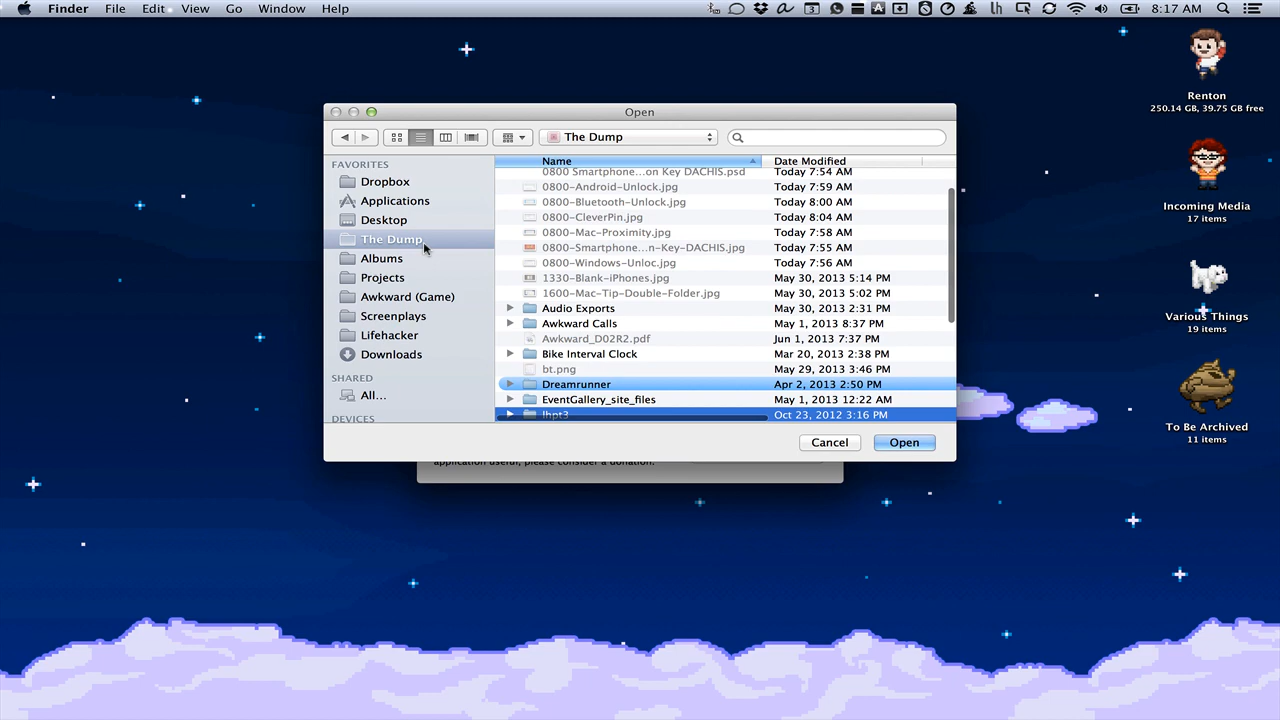 Finder File Edit View Go Window Help 3 A lh 8:17 AM
Renton
250.14 GB, 39.75 GB free
Incoming Media
17 items
Various Things
19 items
To Be Archived
11 items
Open
The Dump
FAVORITES
Dropbox
Applications
Desktop
The Dump
Albums
Projects
Awkward (Game)
Screenplays
Lifehacker
Downloads
SHARED
All...
DEVICES
Name Date Modified
0800 Smartphone...on Key DACHIS.psd Today 7:54 AM
0800-Android-Unlock.jpg Today 7:59 AM
0800-Bluetooth-Unlock.jpg Today 8:00 AM
0800-CleverPin.jpg Today 8:04 AM
0800-Mac-Proximity.jpg Today 7:58 AM
0800-Smartphone...n-Key-DACHIS.jpg Today 7:55 AM
0800-Windows-Unloc.jpg Today 7:56 AM
1330-Blank-iPhones.jpg May 30, 2013 5:14 PM
1600-Mac-Tip-Double-Folder.jpg May 30, 2013 5:02 PM
Audio Exports May 30, 2013 2:31 PM
Awkward Calls May 1, 2013 8:37 PM
Awkward_D02R2.pdf Jun 1, 2013 7:37 PM
Bike Interval Clock Mar 20, 2013 2:38 PM
bt.png May 29, 2013 3:46 PM
Dreamrunner Apr 2, 2013 2:50 PM
EventGallery_site_files May 1, 2013 12:22 AM
lhpt3 Oct 23, 2012 3:16 PM
Cancel Open
application useful, please consider a donation.